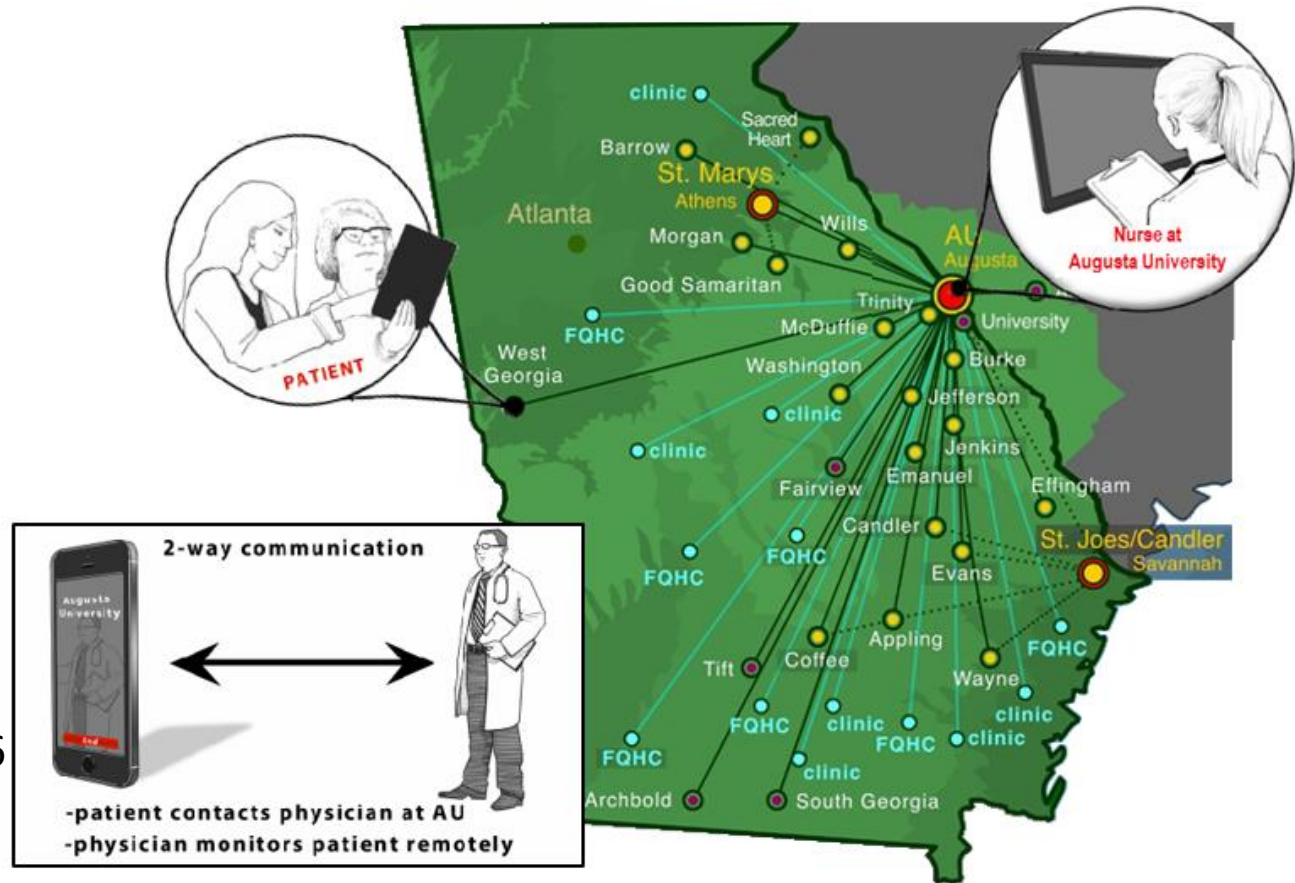 clinic
Sacred
Heart
Barrow
St. Marys
Athens
Atlanta
Wills
Morgan
AU
Augusta
Good Samaritan
Nurse at
Augusta University
Trinity
University
McDuffie
FQHC
PATIENT
West
Georgia
Washington
Burke
Jefferson
clinic
clinic
Jenkins
Emanuel
Fairview
Effingham
Candler
St. Joes/Candler
Savannah
FQHC
FQHC
Evans
Appling
Coffee
FQHC
Tift
Wayne
FQHC
clinic
FQHC
clinic
clinic
FQHC
clinic
Archbold
South Georgia
2-way communication
Augusta
University
End
-patient contacts physician at AU
-physician monitors patient remotely